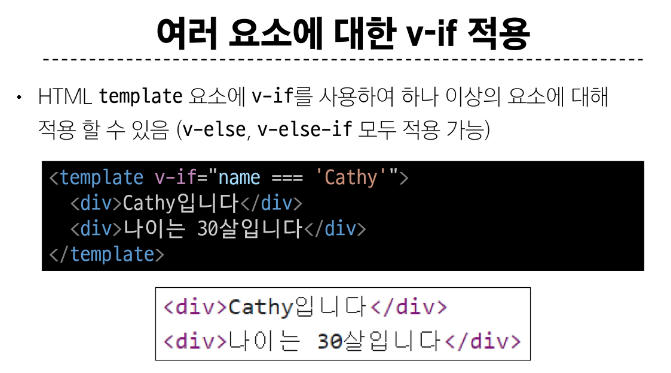 여러 요소에 대한 v-if 적용
• HTML template 요소에 v-if를 사용하여 하나 이상의 요소에 대해
적용 할 수 있음 (v-else, v-else-if 모두 적용 가능)
<template v-if="name === 'Cathy'">
  <div>Cathy입니다</div>
  <div>나이는 30살입니다</div>
</template>
<div>Cathy입니다</div>
<div>나이는 30살입니다</div>